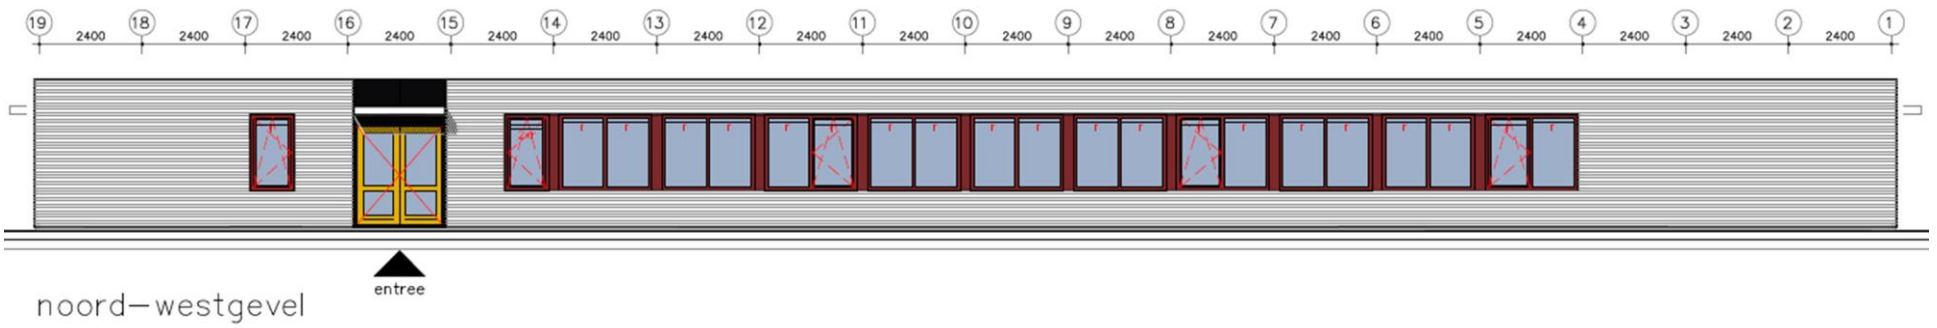 19 18 17 16 15 14 13 12 11 10 9 8 7 6 5 4 3 2 1
2400 2400 2400 2400 2400 2400 2400 2400 2400 2400 2400 2400 2400 2400 2400 2400 2400 2400
r r r r r r r r r r r r r r r r r
entree
noord-westgevel